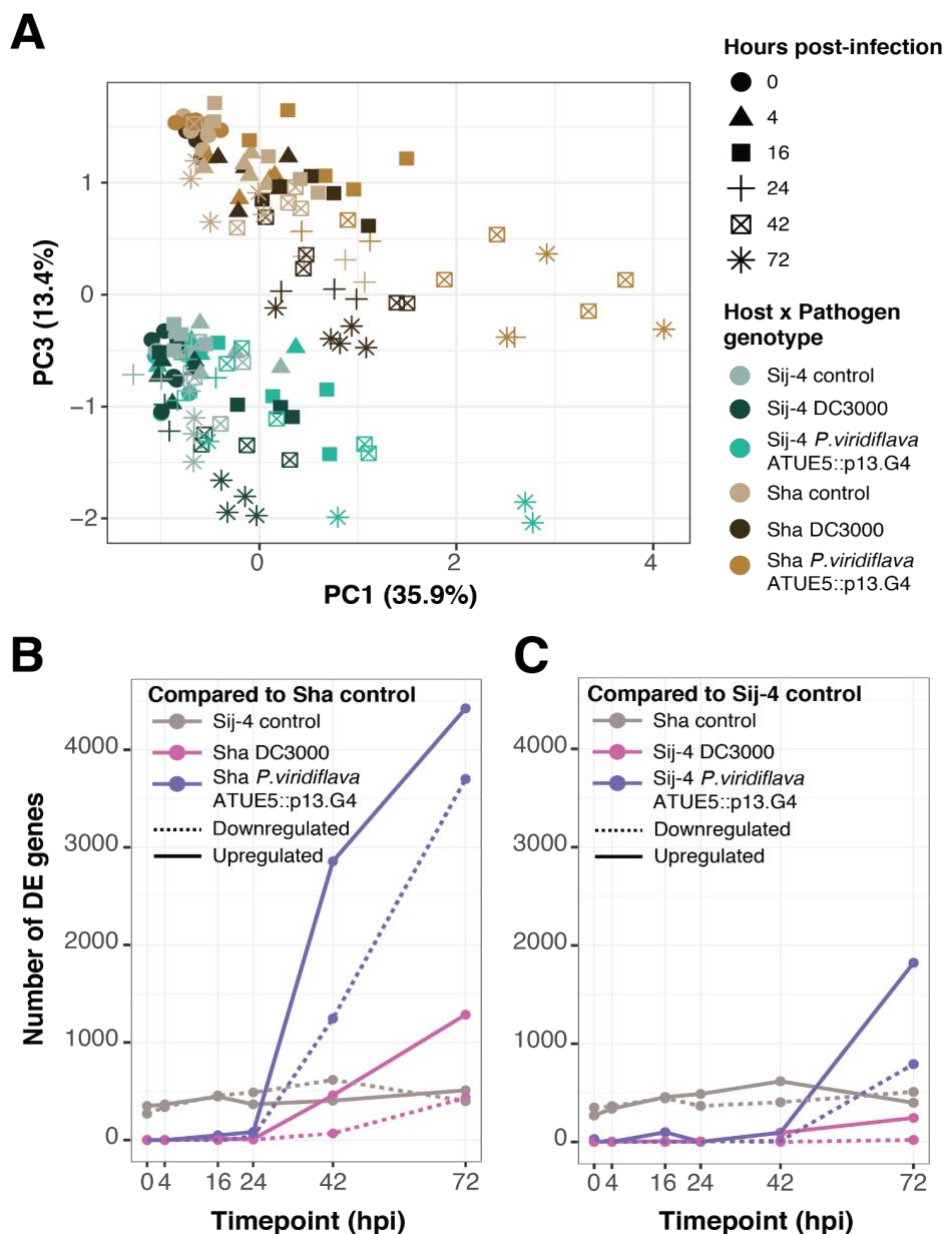 A
Hours post-infection
0
4
16
24
42
72
Host x Pathogen
genotype
Sij-4 control
Sij-4 DC3000
Sij-4 P.viridiflava
ATUE5::p13.G4
Sha control
Sha DC3000
Sha P.viridiflava
ATUE5::p13.G4
PC3 (13.4%)
1
0
−1
−2
0
2
4
PC1 (35.9%)
B
Compared to Sha control
Sij-4 control
Sha DC3000
Sha P.viridiflava
ATUE5::p13.G4
Downregulated
Upregulated
Number of DE genes
4000
3000
2000
1000
0
0 4 16 24 42 72
Timepoint (hpi)
C
Compared to Sij-4 control
Sha control
Sij-4 DC3000
Sij-4 P.viridiflava
ATUE5::p13.G4
Downregulated
Upregulated
4000
3000
2000
1000
0
0 4 16 24 42 72
Timepoint (hpi)